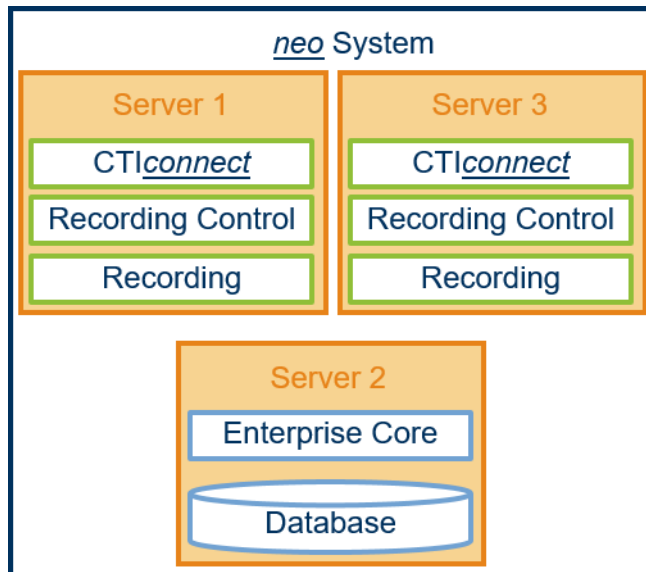 neo System
Server 1
CTIconnect
Recording Control
Recording
Server 3
CTIconnect
Recording Control
Recording
Server 2
Enterprise Core
Database